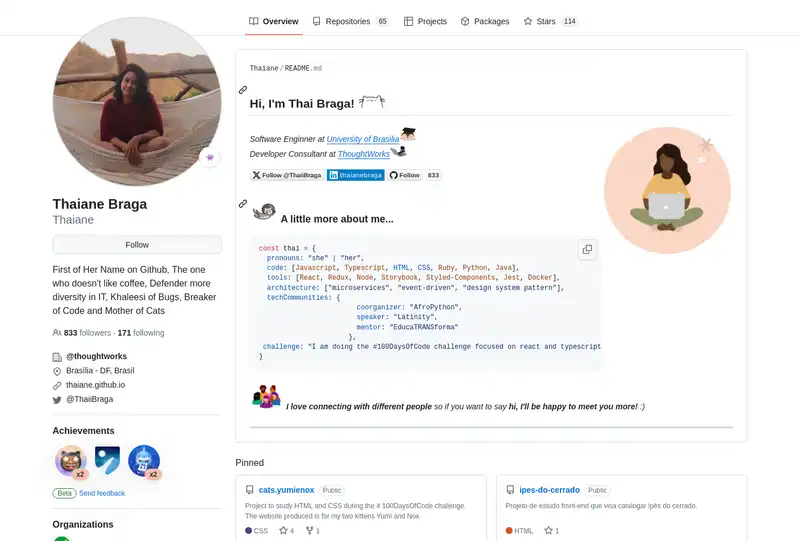 Overview
Repositories 65
Projects
Packages
Stars 114
Thaiane Braga
Thaiane
Follow
First of Her Name on Github, The one
who doesn't like coffee, Defender more
diversity in IT, Khaleesi of Bugs, Breaker
of Code and Mother of Cats
833 followers · 171 following
@thoughtworks
Brasilia - DF, Brasil
thaiane.github.io
@ThaiiBraga
Achievements
x2
x2
Beta Send feedback
Organizations
Thaiane/README.md
Hi, I'm Thai Braga!
Software Enginner at University of Brasilia
Developer Consultant at ThoughtWorks
Follow @ThaiiBraga
thaianebraga
Follow 833
A little more about me...
const thai = {
pronouns: "she" | "her",
code: [Javascript, Typescript, HTML, CSS, Ruby, Python, Java],
tools: [React, Redux, Node, Storybook, Styled-Components, Jest, Docker],
architecture: ["microservices", "event-driven", "design system pattern"],
techCommunities: {
coorganizer: "AfroPython",
speaker: "Latinity",
mentor: "EducaTRANSforma"
},
challenge: "I am doing the #100DaysOfCode challenge focused on react and typescript
}
I love connecting with different people so if you want to say hi, I'll be happy to meet you more! :)
Pinned
cats.yumienox Public
Project to study HTML and CSS during the # 100DaysOfCode challenge.
The website produced is for my two kittens Yumi and Nox
CSS 4 1
ipes-do-cerrado Public
Projeto de estudo front-end que visa catalogar ipês do cerrado.
HTML 1